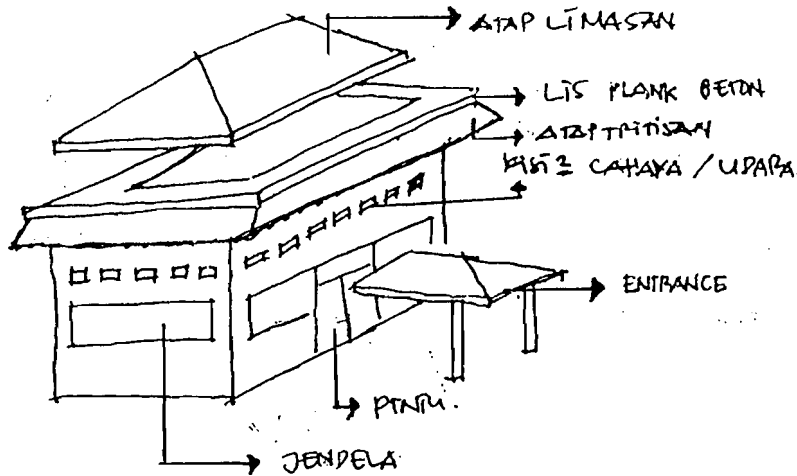 ATAP LIMASAN
LIS PLANK BETON
ATAP TRITISAN
KISI2 CAHAYA / UDARA
ENTRANCE
PINTU.
JENDELA